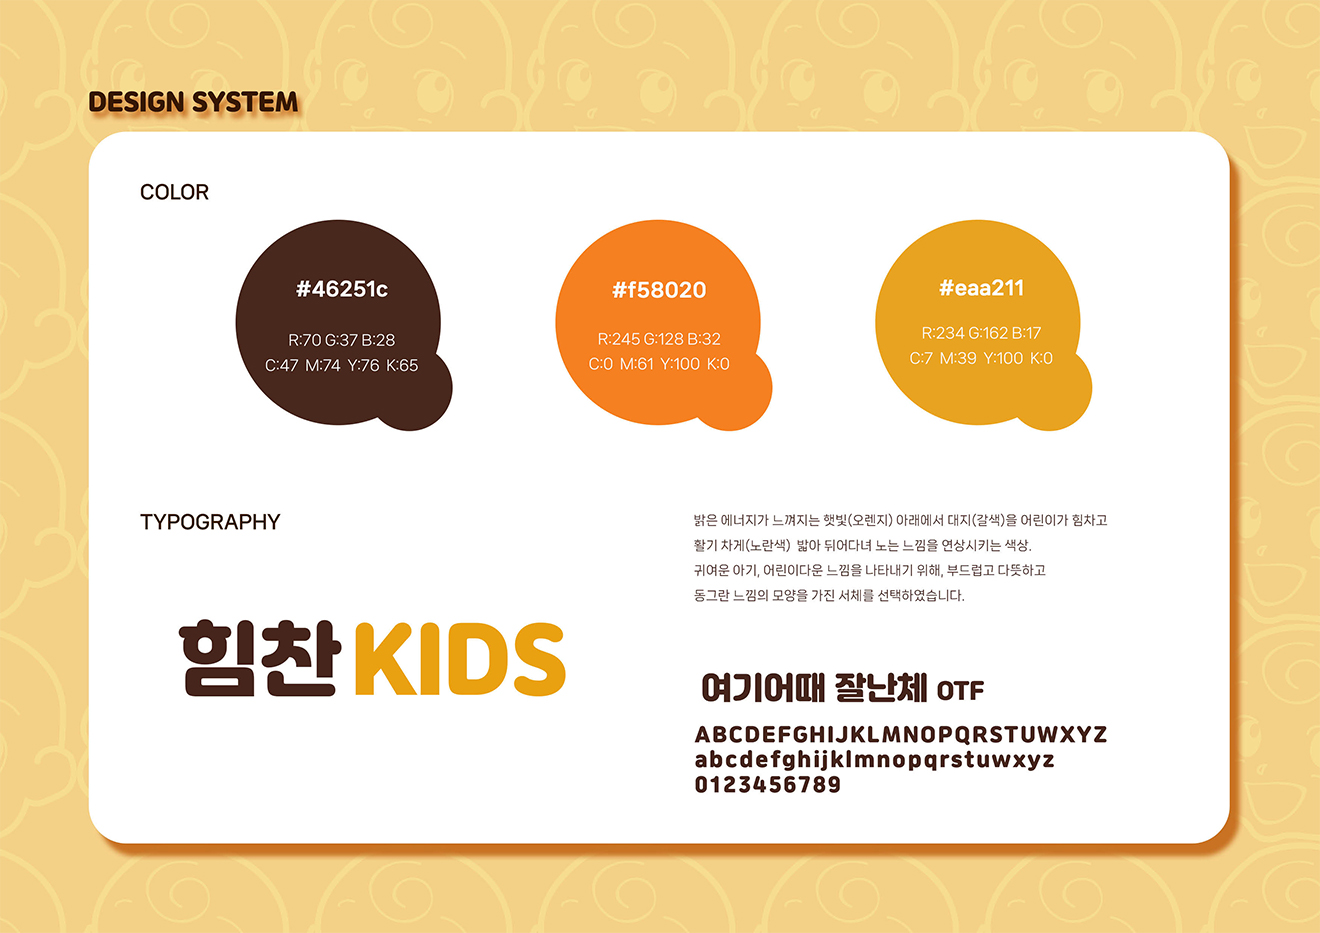 DESIGN SYSTEM
COLOR
#46251c
R:70 G:37 B:28
C:47 M:74 Y:76 K:65
#f58020
R:245 G:128 B:32
C:0 M:61 Y:100 K:0
#eaa211
R:234 G:162 B:17
C:7 M:39 Y:100 K:0
TYPOGRAPHY
힘찬 KIDS
밝은 에너지가 느껴지는 햇빛(오렌지) 아래에서 대지(갈색)을 어린이가 힘차고
활기 차게(노란색) 밟아 뛰어다녀 노는 느낌을 연상시키는 색상.
귀여운 아기, 어린이다운 느낌을 나타내기 위해, 부드럽고 다뜻하고
동그란 느낌의 모양을 가진 서체를 선택하였습니다.
여기어때 잘난체 OTF
ABCDEFGHIJKLMNOPQRSTUWXYZ
abcdefghijklmnopqrstuwxyz
0123456789